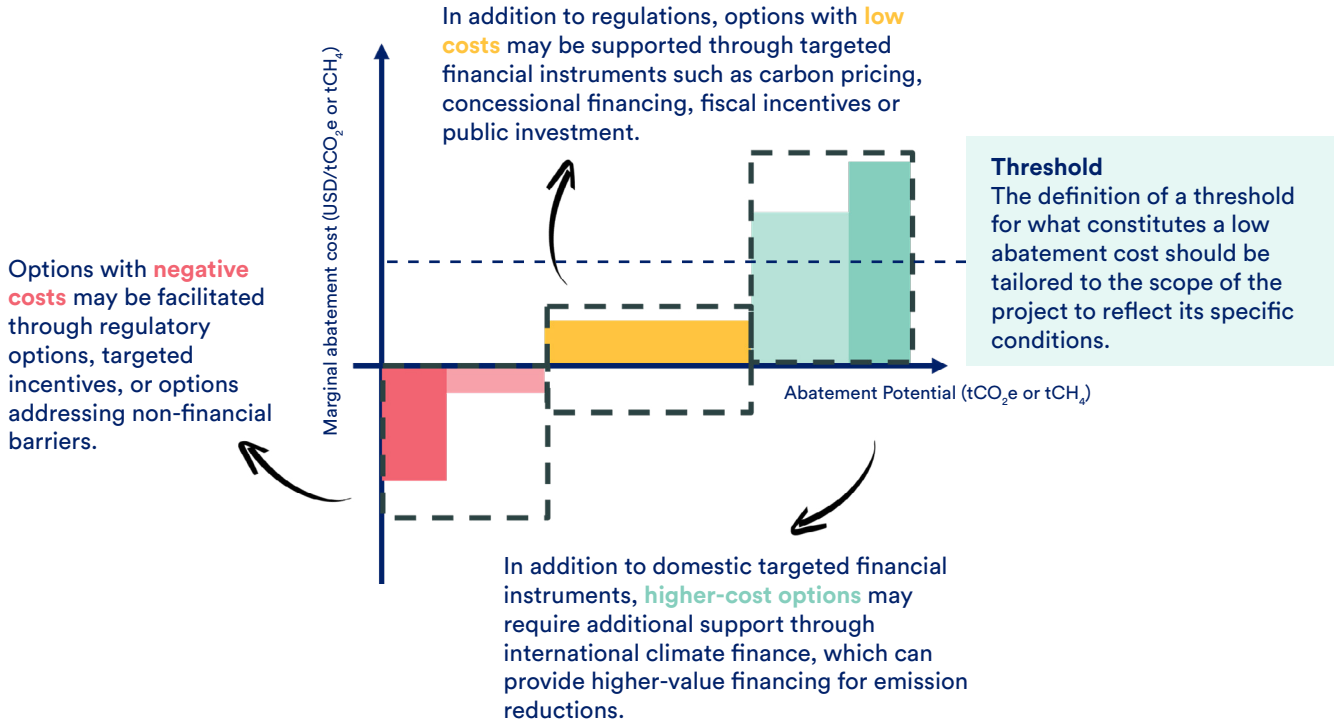 In addition to regulations, options with low
costs may be supported through targeted
financial instruments such as carbon pricing,
concessional financing, fiscal incentives or
public investment.
Marginal abatement cost (USD/tCO₂e or tCH₄)
Threshold
The definition of a threshold
for what constitutes a low
abatement cost should be
tailored to the scope of the
project to reflect its specific
conditions.
Options with negative
costs may be facilitated
through regulatory
options, targeted
incentives, or options
addressing non-financial
barriers.
Abatement Potential (tCO₂e or tCH₄)
In addition to domestic targeted financial
instruments, higher-cost options may
require additional support through
international climate finance, which can
provide higher-value financing for emission
reductions.